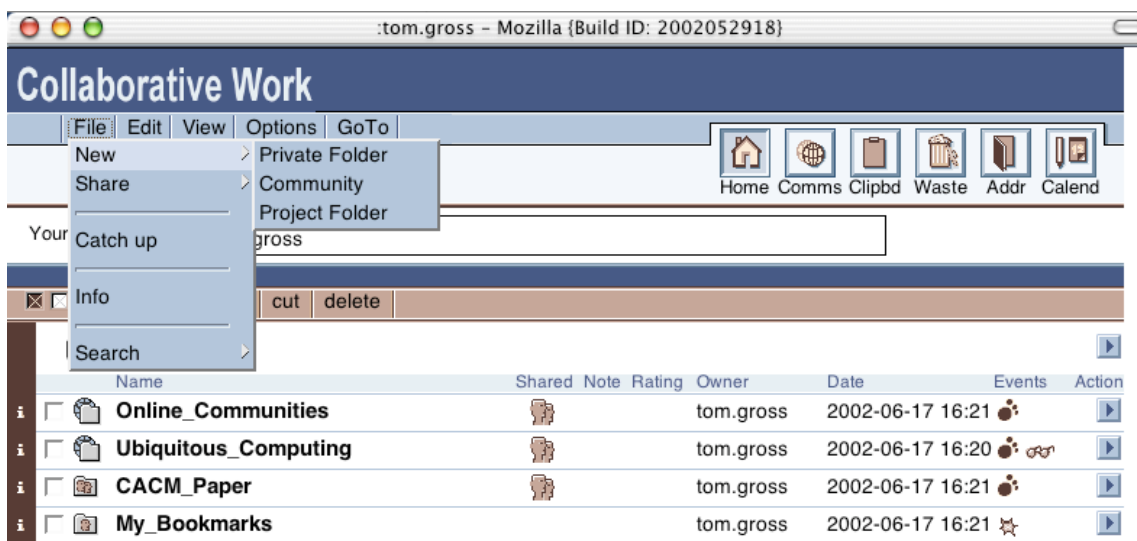 :tom.gross – Mozilla {Build ID: 2002052918}
Collaborative Work
File Edit View Options GoTo
New Private Folder
Share Community
Project Folder
Catch up
Info
Search
Home Comms Clipbd Waste Addr Calend
Your gross
cut delete
Name Shared Note Rating Owner Date Events Action
i Online_Communities tom.gross 2002-06-17 16:21
i Ubiquitous_Computing tom.gross 2002-06-17 16:20
i CACM_Paper tom.gross 2002-06-17 16:21
i My_Bookmarks tom.gross 2002-06-17 16:21